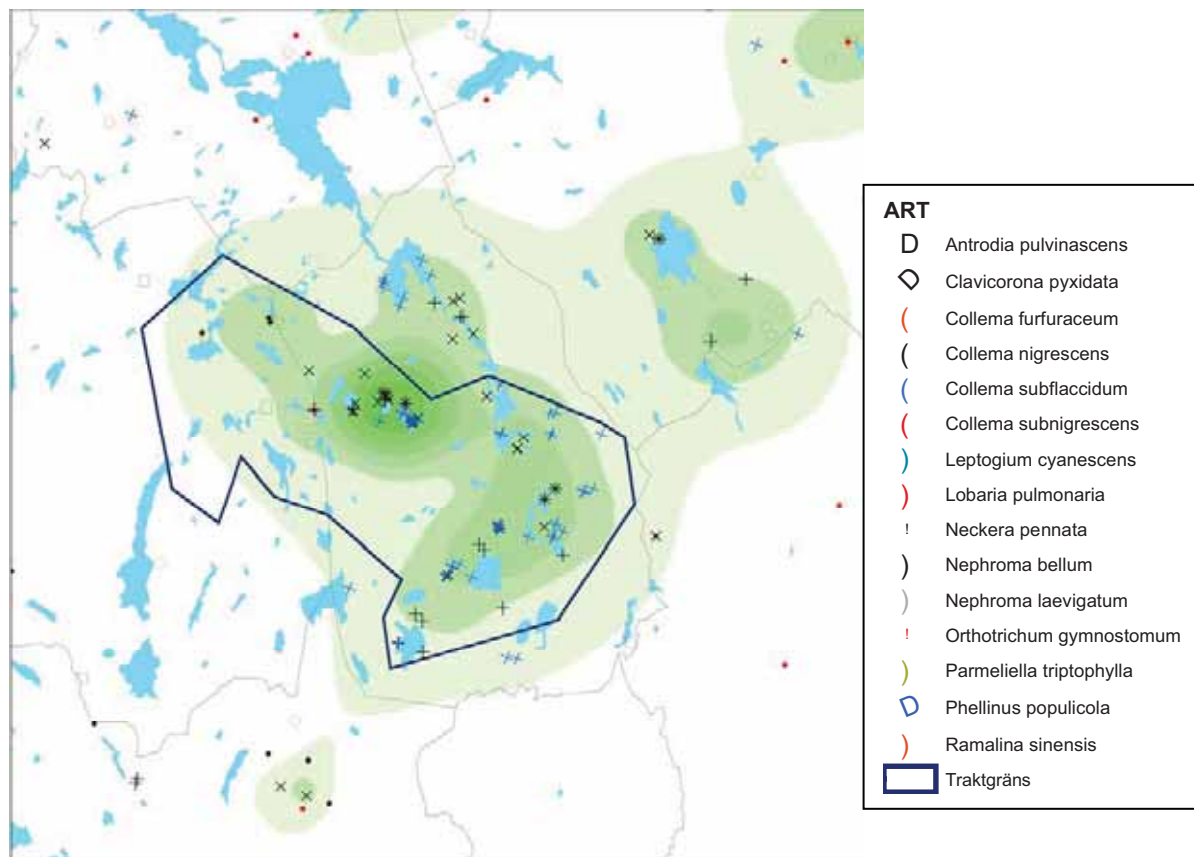 ART
D Antrodia pulvinascens
D Clavicorona pyxidata
( Collema furfuraceum
( Collema nigrescens
( Collema subflaccidum
( Collema subnigrescens
) Leptogium cyanescens
) Lobaria pulmonaria
! Neckera pennata
) Nephroma bellum
) Nephroma laevigatum
! Orthotrichum gymnostomum
) Parmeliella triptophylla
D Phellinus populicola
) Ramalina sinensis
Traktgräns